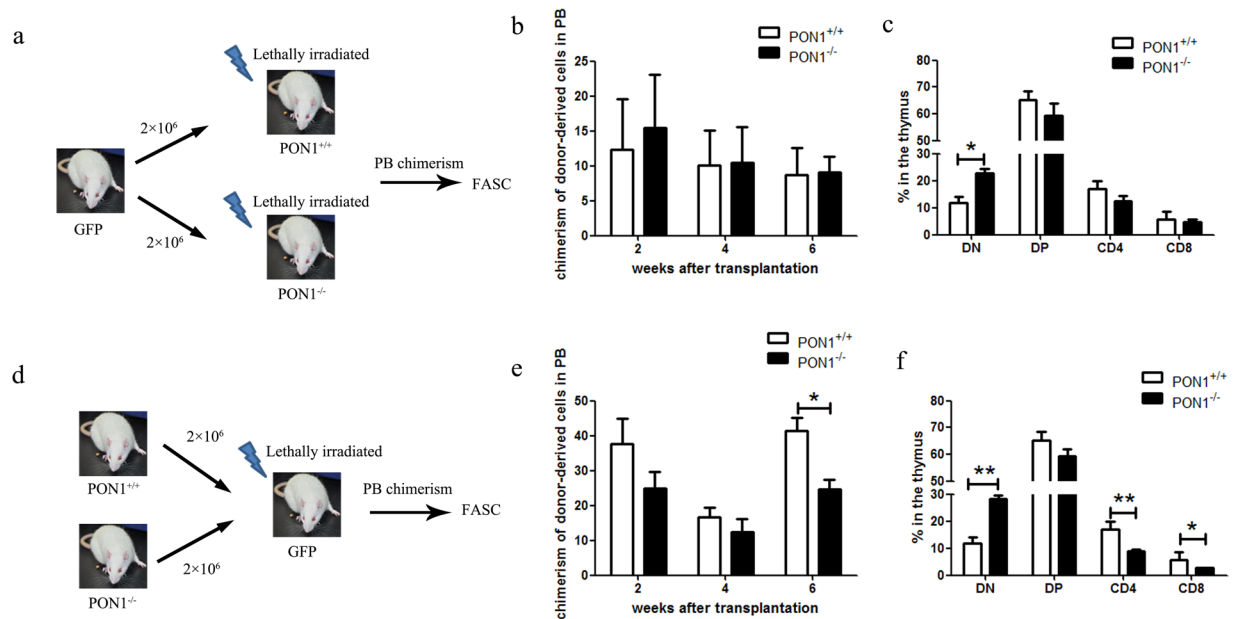 a
Lethally irradiated
2×10⁶
PON1⁺/⁺
GFP
PB chimerism
FASC
Lethally irradiated
2×10⁶
PON1⁻/⁻
b
PON1⁺/⁺
PON1⁻/⁻
chimerism of donor-derived cells in PB
25
20
15
10
5
0
2 4 6
weeks after transplantation
c
PON1⁺/⁺
PON1⁻/⁻
% in the thymus
80
70
60
50
30
20
10
0
*
DN DP CD4 CD8
d
2×10⁶
PON1⁺/⁺
Lethally irradiated
GFP
PB chimerism
FASC
2×10⁶
PON1⁻/⁻
e
PON1⁺/⁺
PON1⁻/⁻
chimerism of donor-derived cells in PB
50
40
30
20
10
0
*
2 4 6
weeks after transplantation
f
PON1⁺/⁺
PON1⁻/⁻
% in the thymus
80
70
60
50
30
20
10
0
** ** *
DN DP CD4 CD8